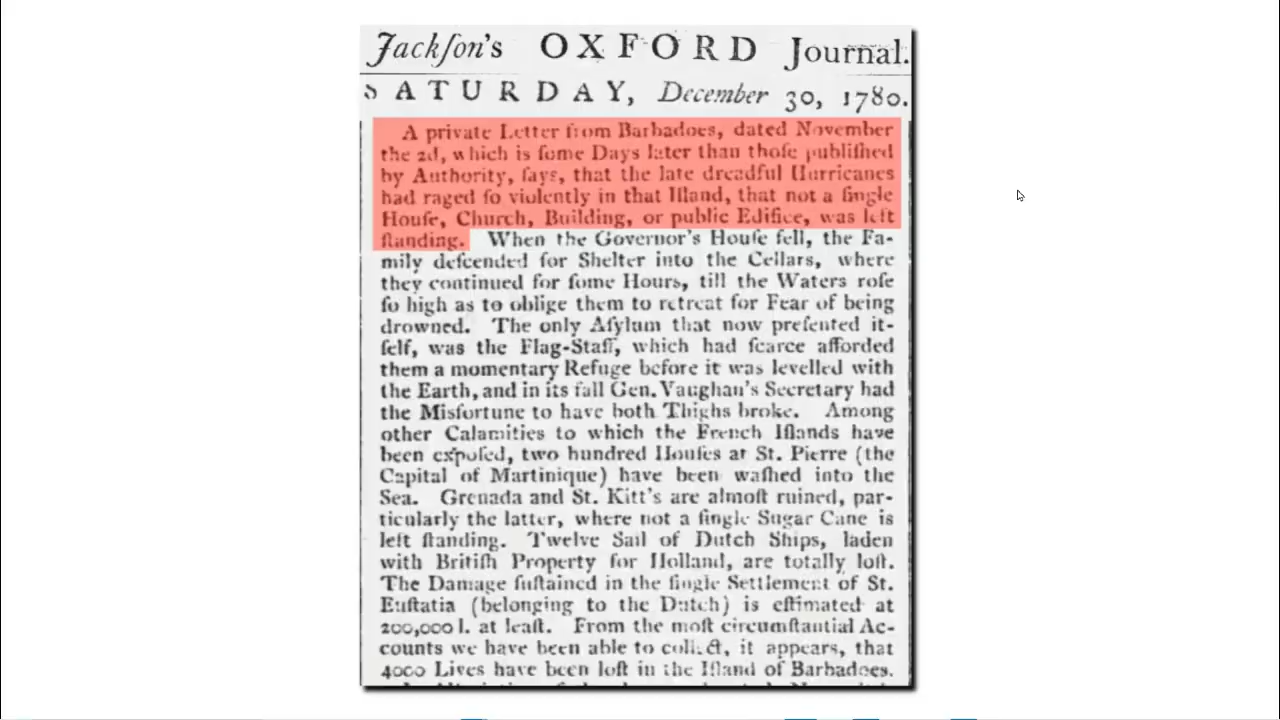 Jackſon's OXFORD Journal.
SATURDAY, December 30, 1780.
A private Letter from Barbadoes, dated November
the 2d, which is ſome Days later than thoſe publiſhed
by Authority, ſays, that the late dreadful Hurricanes
had raged ſo violently in that Iſland, that not a ſingle
Houſe, Church, Building, or public Edifice, was left
ſtanding. When the Governor's Houſe fell, the Fa-
mily deſcended for Shelter into the Cellars, where
they continued for ſome Hours, till the Waters roſe
ſo high as to oblige them to retreat for Fear of being
drowned. The only Aſylum that now preſented it-
ſelf, was the Flag-Staff, which had ſcarce afforded
them a momentary Refuge before it was levelled with
the Earth, and in its fall Gen. Vaughan's Secretary had
the Misfortune to have both Thighs broke. Among
other Calamities to which the French Iſlands have
been expoſed, two hundred Houſes at St. Pierre (the
Capital of Martinique) have been waſhed into the
Sea. Grenada and St. Kitt's are almoſt ruined, par-
ticularly the latter, where not a ſingle Sugar Cane is
left ſtanding. Twelve Sail of Dutch Ships, laden
with Britiſh Property for Holland, are totally loſt.
The Damage ſuſtained in the ſingle Settlement of St.
Euſtatia (belonging to the Dutch) is eſtimated at
200,000 l. at leaſt. From the moſt circumſtantial Ac-
counts we have been able to collect, it appears, that
4000 Lives have been loſt in the Iſland of Barbadoes.